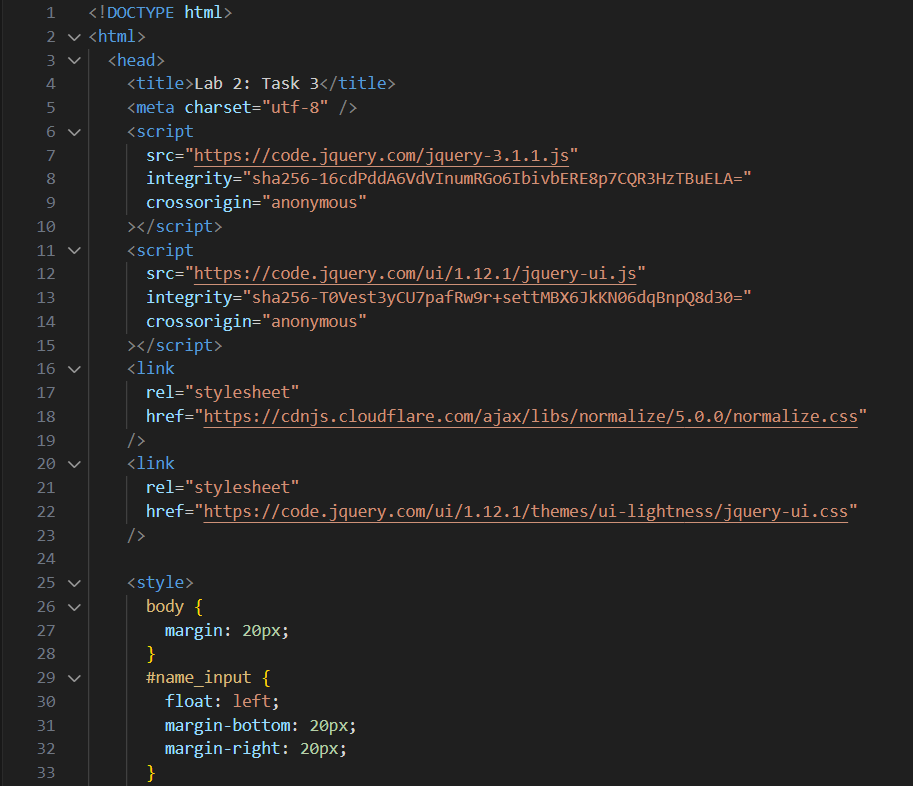 1 <!DOCTYPE html>
2 <html>
3 <head>
4 <title>Lab 2: Task 3</title>
5 <meta charset="utf-8" />
6 <script
7 src="https://code.jquery.com/jquery-3.1.1.js"
8 integrity="sha256-16cdPddA6VdVInumRGo6IbivbERE8p7CQR3HzTBuELA="
9 crossorigin="anonymous"
10 ></script>
11 <script
12 src="https://code.jquery.com/ui/1.12.1/jquery-ui.js"
13 integrity="sha256-T0Vest3yCU7pafRw9r+settMBX6JkKN06dqBnpQ8d30="
14 crossorigin="anonymous"
15 ></script>
16 <link
17 rel="stylesheet"
18 href="https://cdnjs.cloudflare.com/ajax/libs/normalize/5.0.0/normalize.css"
19 />
20 <link
21 rel="stylesheet"
22 href="https://code.jquery.com/ui/1.12.1/themes/ui-lightness/jquery-ui.css"
23 />
24
25 <style>
26 body {
27 margin: 20px;
28 }
29 #name_input {
30 float: left;
31 margin-bottom: 20px;
32 margin-right: 20px;
33 }